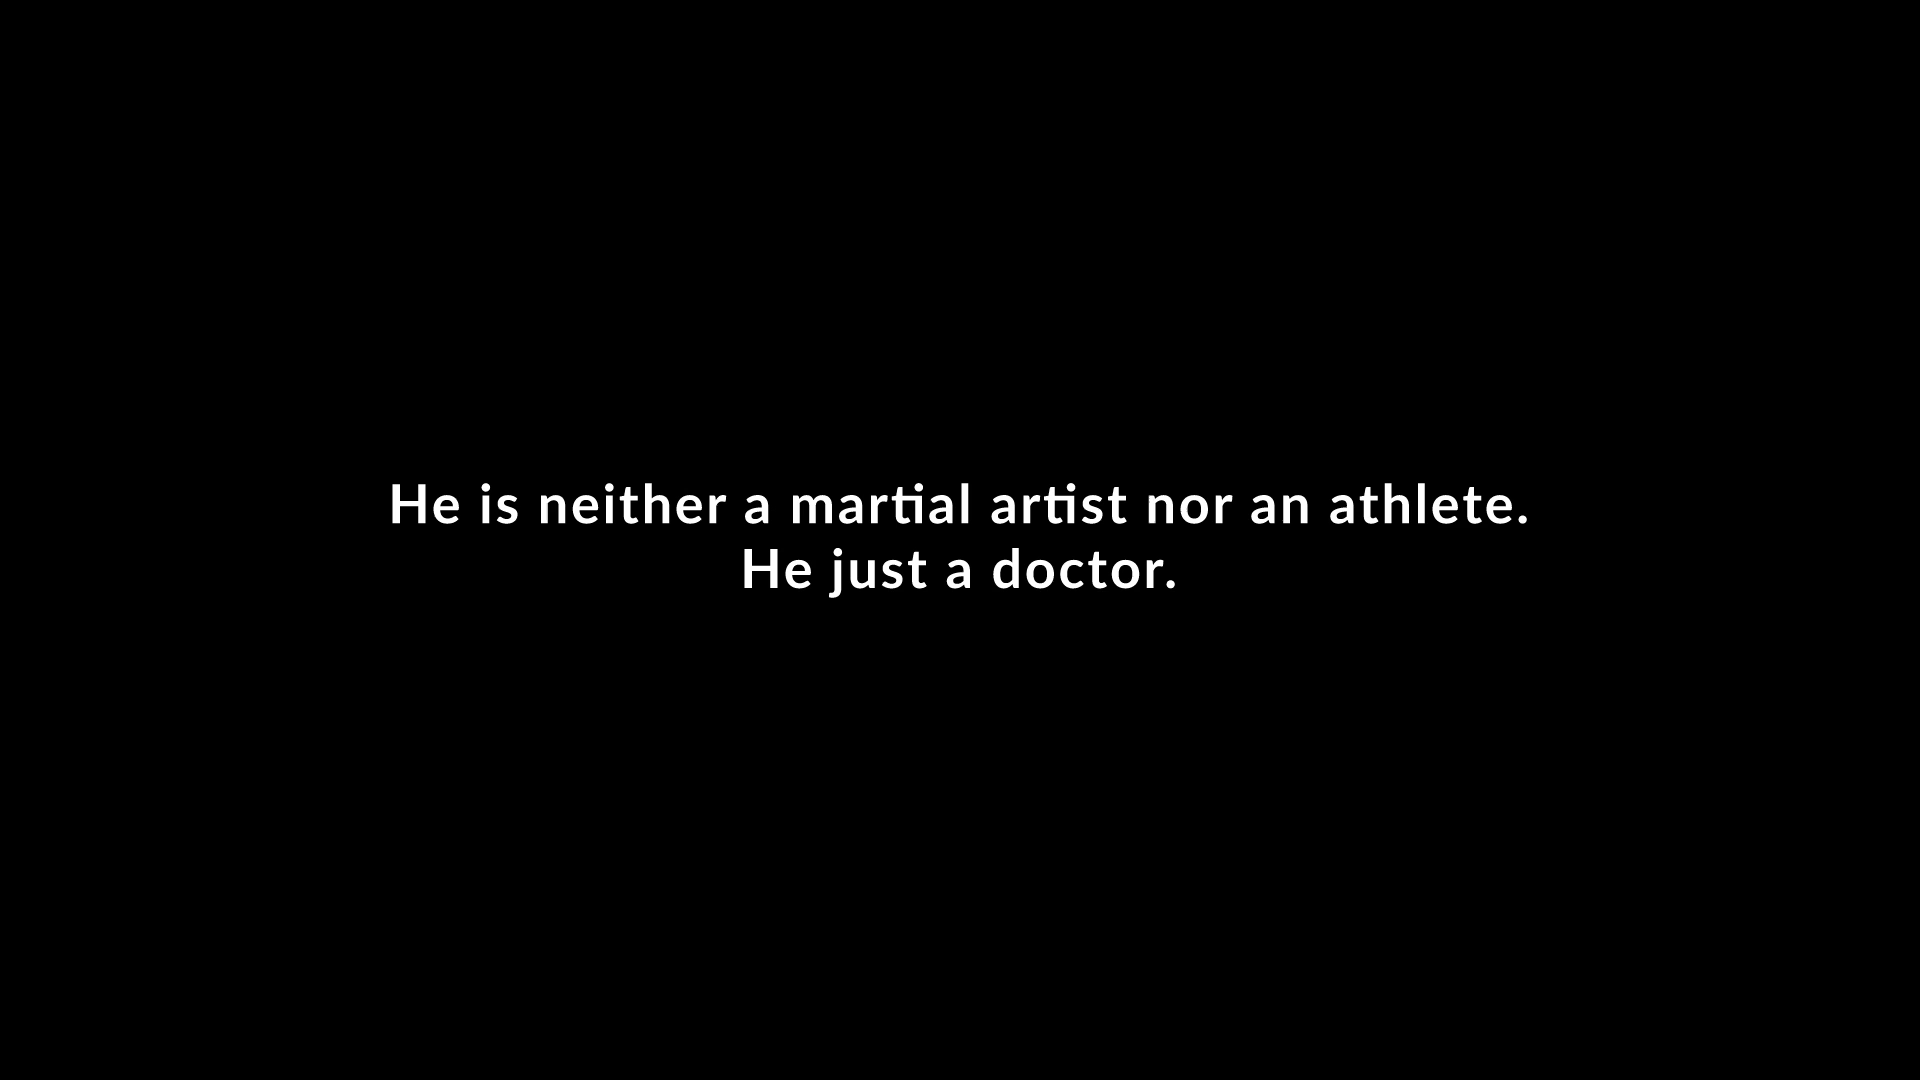 He is neither a martial artist nor an athlete.
He just a doctor.